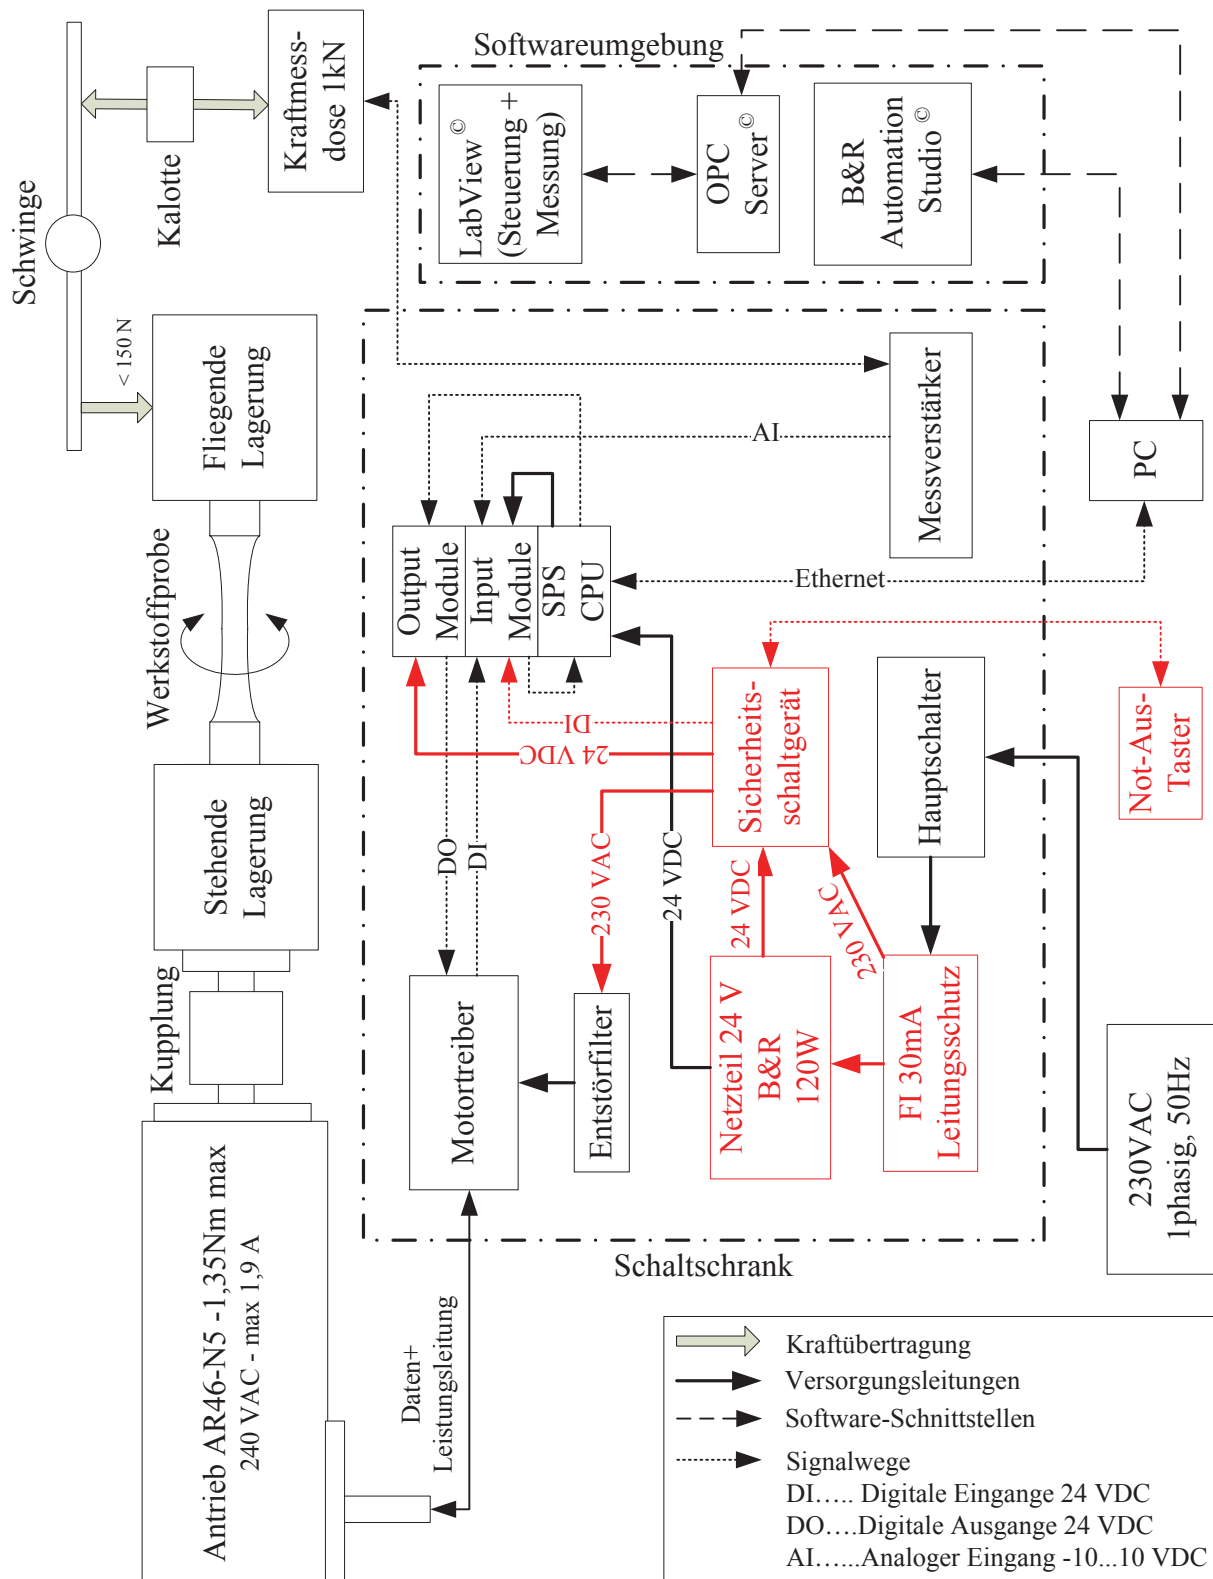 Schwinge
Kalotte
Kraftmess-
dose 1kN
< 150 N
Fliegende
Lagerung
Werkstoffprobe
Stehende
Lagerung
Kupplung
Antrieb AR46-N5 -1,35Nm max
240 VAC - max 1,9 A
Daten+
Leistungsleitung
Softwareumgebung
LabView©
(Steuerung +
Messung)
OPC
Server©
B&R
Automation
Studio©
PC
Ethernet
Messverstärker
AI
Output
Module
Input
Module
SPS
CPU
DO
DI
DI
24 VDC
230 VAC
24 VDC
24 VDC
230 VAC
Motortreiber
Entstörfilter
Sicherheits-
schaltgerät
Netzteil 24 V
B&R
120W
Hauptschalter
FI 30mA
Leitungsschutz
Not-Aus-
Taster
230VAC
1phasig, 50Hz
Schaltschrank
Kraftübertragung
Versorgungsleitungen
Software-Schnittstellen
Signalwege
DI….. Digitale Eingange 24 VDC
DO….Digitale Ausgange 24 VDC
AI…...Analoger Eingang -10...10 VDC